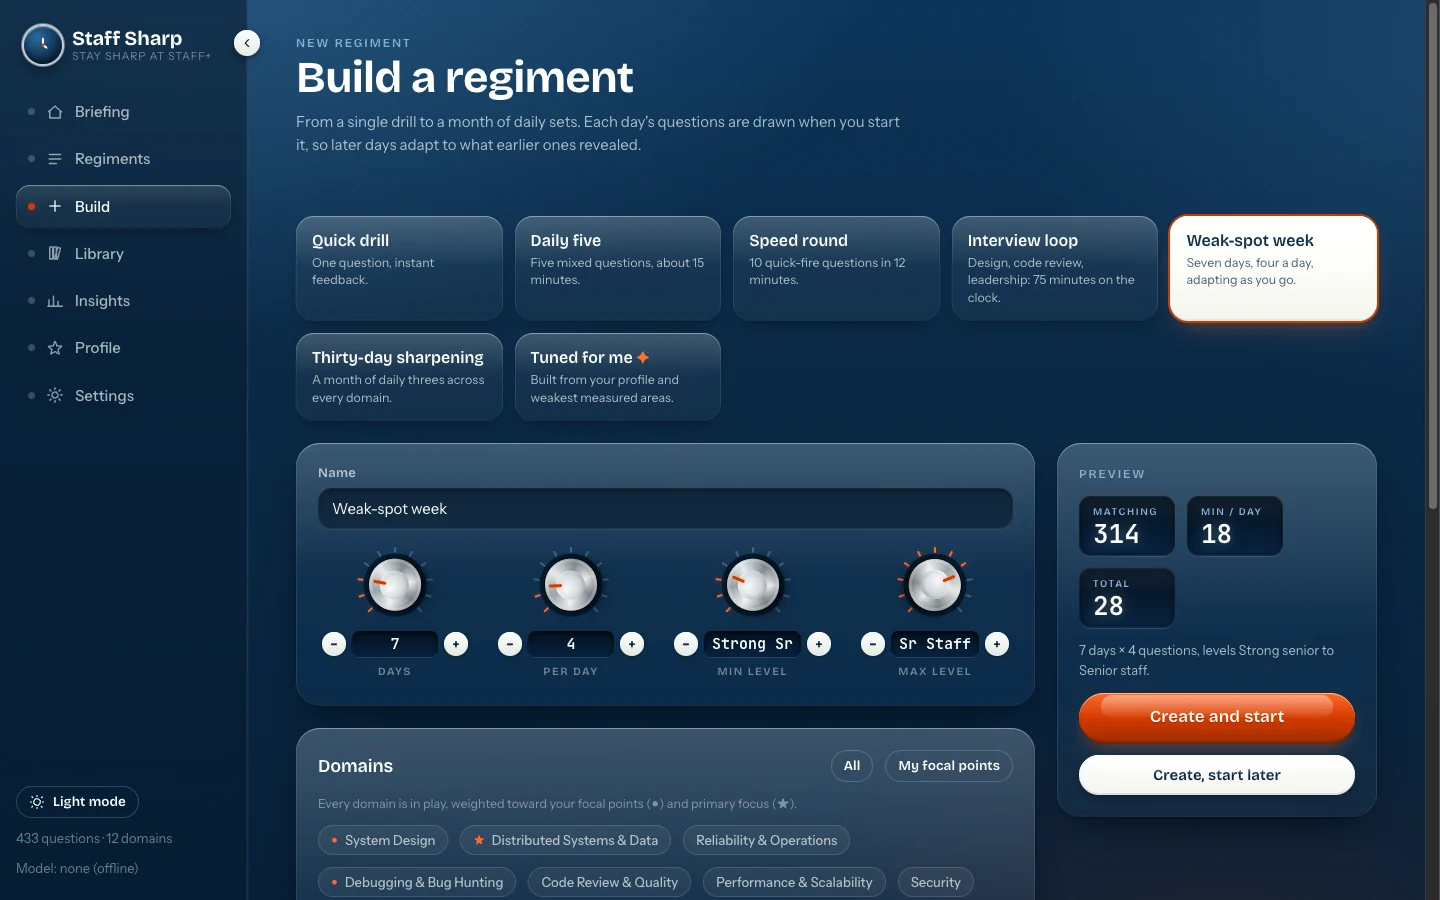 Staff Sharp
STAY SHARP AT STAFF+
Briefing
Regiments
Build
Library
Insights
Profile
Settings
Light mode
433 questions · 12 domains
Model: none (offline)
NEW REGIMENT
Build a regiment
From a single drill to a month of daily sets. Each day's questions are drawn when you start
it, so later days adapt to what earlier ones revealed.
Quick drill
One question, instant
feedback.
Daily five
Five mixed questions, about 15
minutes.
Speed round
10 quick-fire questions in 12
minutes.
Interview loop
Design, code review,
leadership: 75 minutes on the
clock.
Weak-spot week
Seven days, four a day,
adapting as you go.
Thirty-day sharpening
A month of daily threes across
every domain.
Tuned for me ✦
Built from your profile and
weakest measured areas.
Name
Weak-spot week
- 7 +
DAYS
- 4 +
PER DAY
- Strong Sr +
MIN LEVEL
- Sr Staff +
MAX LEVEL
Domains
All
My focal points
Every domain is in play, weighted toward your focal points (●) and primary focus (★).
● System Design
★ Distributed Systems & Data
Reliability & Operations
● Debugging & Bug Hunting
Code Review & Quality
Performance & Scalability
Security
PREVIEW
MATCHING
314
MIN / DAY
18
TOTAL
28
7 days × 4 questions, levels Strong senior to
Senior staff.
Create and start
Create, start later